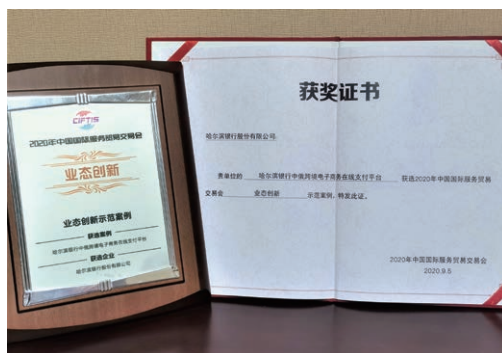 CIFTIS
2020年中国国际服务贸易交易会
业态创新
业态创新示范案例
获选案例
哈尔滨银行中俄跨境电子商务在线支付平台
获选企业
哈尔滨银行股份有限公司
获奖证书
哈尔滨银行股份有限公司:
贵单位的 哈尔滨银行中俄跨境电子商务在线支付平台 获选2020年中国国际服务贸易
交易会 业态创新 示范案例，特发此证。
2020年中国国际服务贸易交易会
2020.9.5